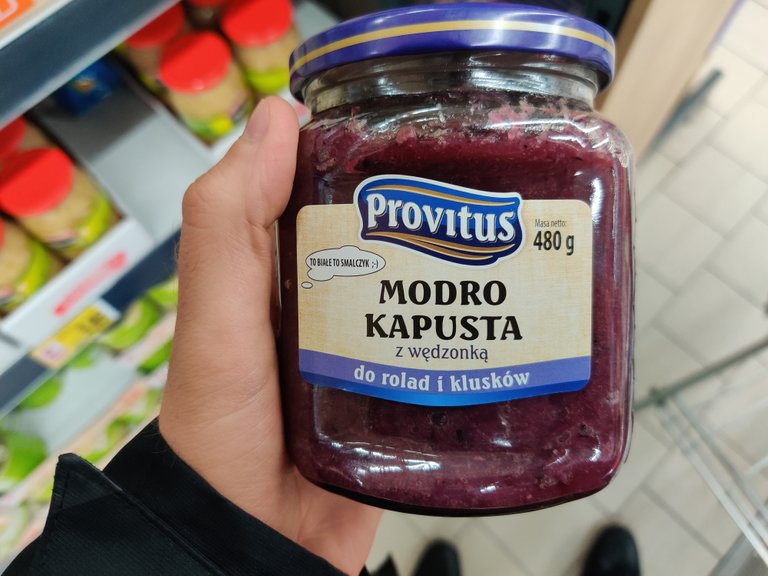 Provitus
Masa netto:
480 g
TO BIAŁE TO SMALCZYK ;-)
MODRO
KAPUSTA
z wędzonką
do rolad i klusków